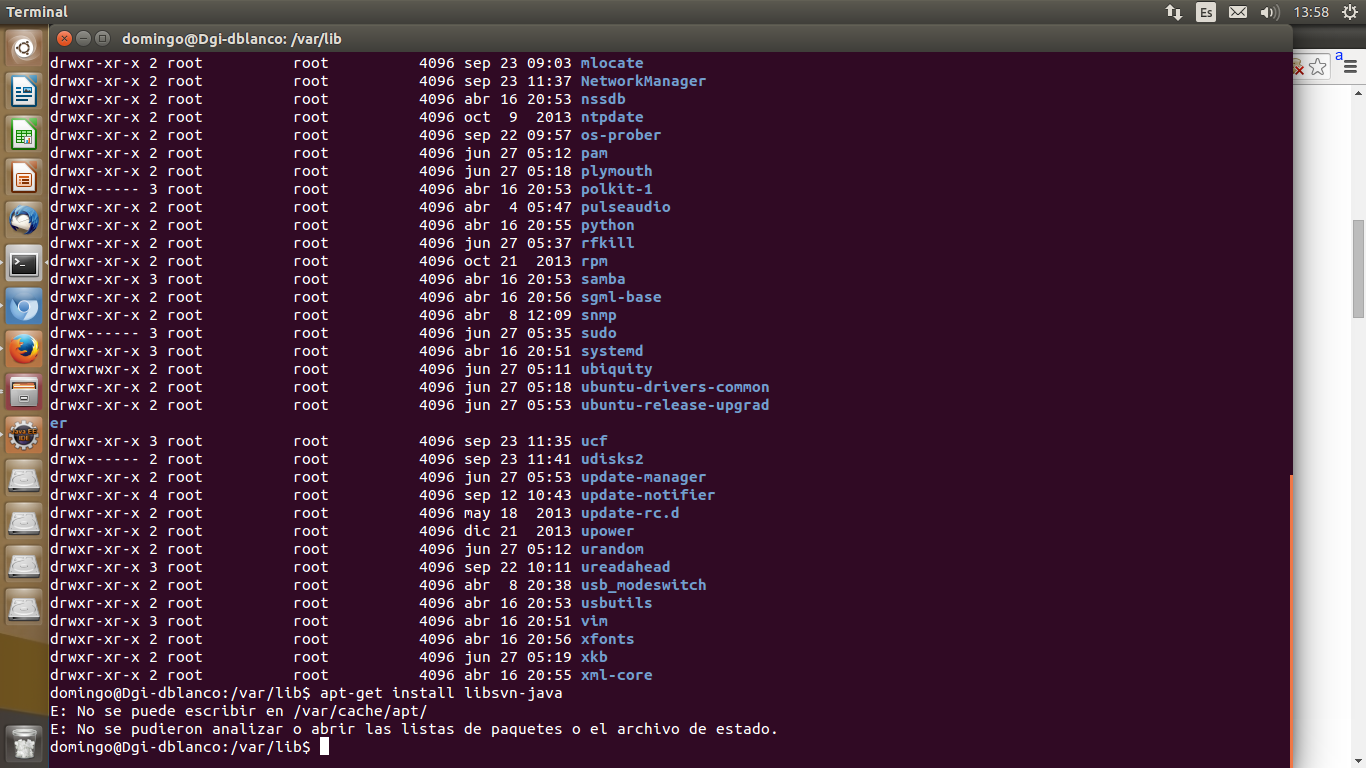 Terminal
Es
13:58
domingo@Dgi-dblanco: /var/lib
a
drwxr-xr-x 2 root root 4096 sep 23 09:03 mlocate
drwxr-xr-x 2 root root 4096 sep 23 11:37 NetworkManager
drwxr-xr-x 2 root root 4096 abr 16 20:53 nssdb
drwxr-xr-x 2 root root 4096 oct 9 2013 ntpdate
drwxr-xr-x 2 root root 4096 sep 22 09:57 os-prober
drwxr-xr-x 2 root root 4096 jun 27 05:12 pam
drwxr-xr-x 2 root root 4096 jun 27 05:18 plymouth
drwx------ 3 root root 4096 abr 16 20:53 polkit-1
drwxr-xr-x 2 root root 4096 abr 4 05:47 pulseaudio
drwxr-xr-x 2 root root 4096 abr 16 20:55 python
drwxr-xr-x 2 root root 4096 jun 27 05:37 rfkill
drwxr-xr-x 2 root root 4096 oct 21 2013 rpm
drwxr-xr-x 3 root root 4096 abr 16 20:53 samba
drwxr-xr-x 2 root root 4096 abr 16 20:56 sgml-base
drwxr-xr-x 2 root root 4096 abr 8 12:09 snmp
drwx------ 3 root root 4096 jun 27 05:35 sudo
drwxr-xr-x 3 root root 4096 abr 16 20:51 systemd
drwxrwxr-x 2 root root 4096 jun 27 05:11 ubiquity
drwxr-xr-x 2 root root 4096 jun 27 05:18 ubuntu-drivers-common
drwxr-xr-x 2 root root 4096 jun 27 05:53 ubuntu-release-upgrad
er
drwxr-xr-x 3 root root 4096 sep 23 11:35 ucf
drwx------ 2 root root 4096 sep 23 11:41 udisks2
drwxr-xr-x 2 root root 4096 jun 27 05:53 update-manager
drwxr-xr-x 4 root root 4096 sep 12 10:43 update-notifier
drwxr-xr-x 2 root root 4096 may 18 2013 update-rc.d
drwxr-xr-x 2 root root 4096 dic 21 2013 upower
drwxr-xr-x 2 root root 4096 jun 27 05:12 urandom
drwxr-xr-x 3 root root 4096 sep 22 10:11 ureadahead
drwxr-xr-x 2 root root 4096 abr 8 20:38 usb_modeswitch
drwxr-xr-x 2 root root 4096 abr 16 20:53 usbutils
drwxr-xr-x 3 root root 4096 abr 16 20:51 vim
drwxr-xr-x 2 root root 4096 abr 16 20:56 xfonts
drwxr-xr-x 2 root root 4096 jun 27 05:19 xkb
drwxr-xr-x 2 root root 4096 abr 16 20:55 xml-core
domingo@Dgi-dblanco:/var/lib$ apt-get install libsvn-java
E: No se puede escribir en /var/cache/apt/
E: No se pudieron analizar o abrir las listas de paquetes o el archivo de estado.
domingo@Dgi-dblanco:/var/lib$
Java EE
IDE